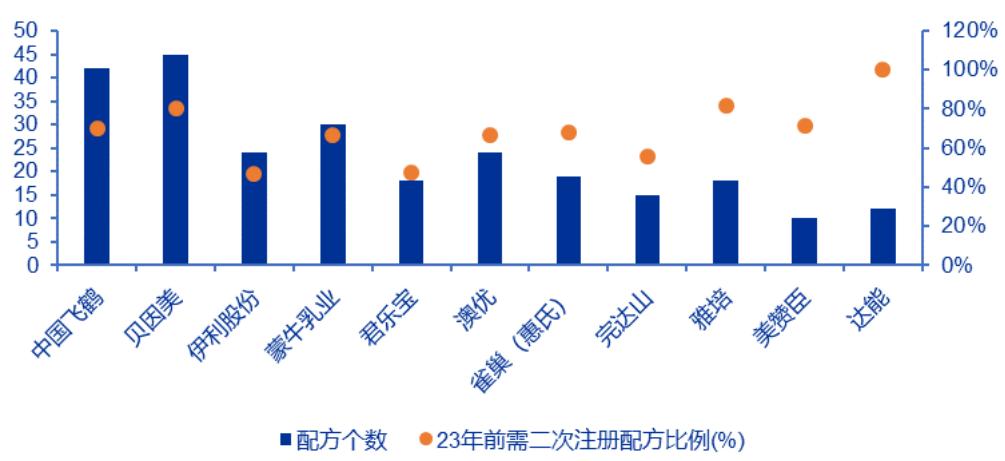 50
45
40
35
30
25
20
15
10
5
0
120%
100%
80%
60%
40%
20%
0%
中国飞鹤
贝因美
伊利股份
蒙牛乳业
君乐宝
澳优
雀巢（惠氏）
完达山
雅培
美赞臣
达能
配方个数
23年前需二次注册配方比例(%)